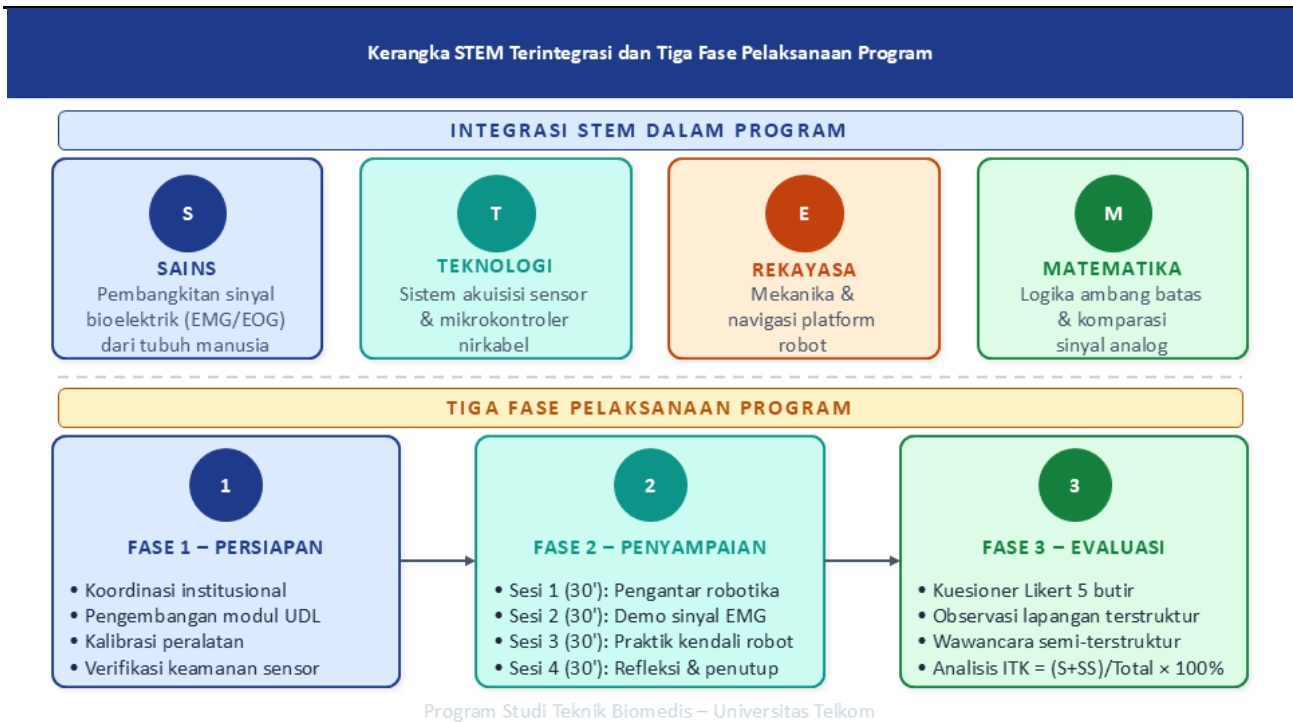 Kerangka STEM Terintegrasi dan Tiga Fase Pelaksanaan Program
INTEGRASI STEM DALAM PROGRAM
S
SAINS
Pembangkitan sinyal
bioelektrik (EMG/EOG)
dari tubuh manusia
T
TEKNOLOGI
Sistem akuisisi sensor
& mikrokontroler
nirkabel
E
REKAYASA
Mekanika &
navigasi platform
robot
M
MATEMATIKA
Logika ambang batas
& komparasi
sinyal analog
TIGA FASE PELAKSANAAN PROGRAM
1
FASE 1 – PERSIAPAN
• Koordinasi institusional
• Pengembangan modul UDL
• Kalibrasi peralatan
• Verifikasi keamanan sensor
2
FASE 2 – PENYAMPAIAN
• Sesi 1 (30'): Pengantar robotika
• Sesi 2 (30'): Demo sinyal EMG
• Sesi 3 (30'): Praktik kendali robot
• Sesi 4 (30'): Refleksi & penutup
3
FASE 3 – EVALUASI
• Kuesioner Likert 5 butir
• Observasi lapangan terstruktur
• Wawancara semi-terstruktur
• Analisis ITK = (S+SS)/Total × 100%
Program Studi Teknik Biomedis – Universitas Telkom